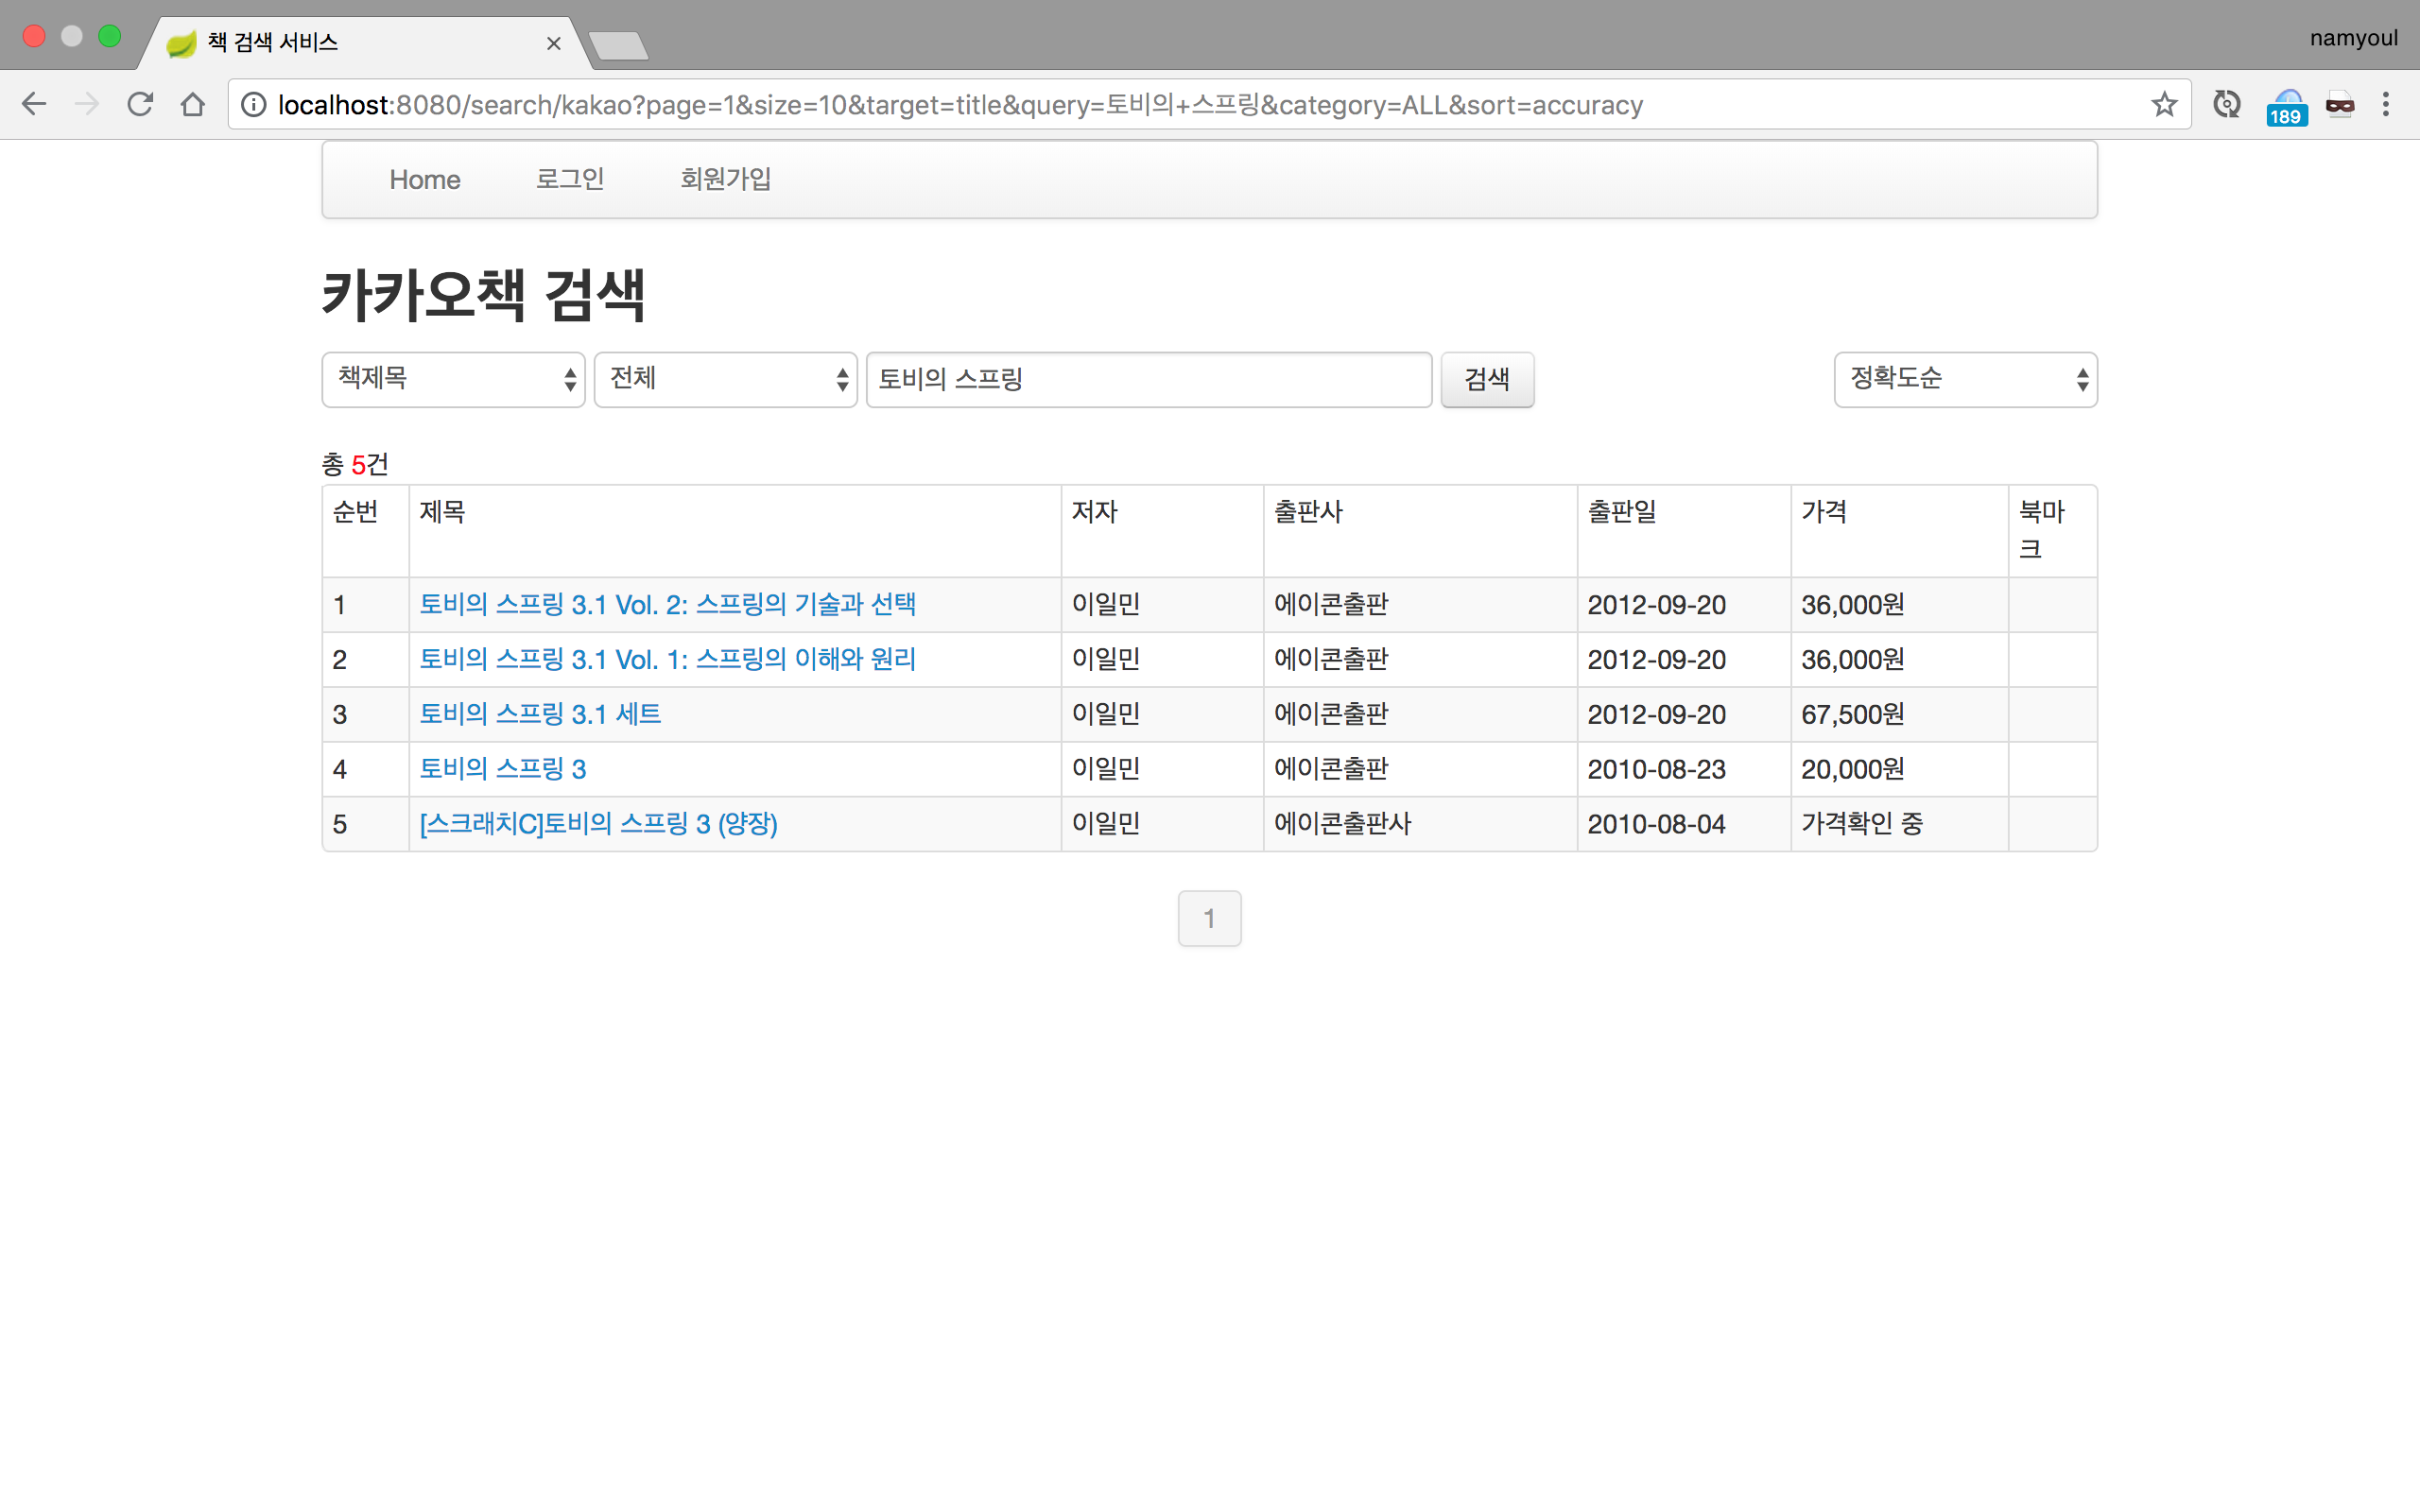 책 검색 서비스
namyoul
localhost:8080/search/kakao?page=1&size=10&target=title&query=토비의+스프링&category=ALL&sort=accuracy
189
Home 로그인 회원가입
카카오책 검색
책제목 전체 토비의 스프링 검색 정확도순
총 5건
순번 제목 저자 출판사 출판일 가격 북마
크
1 토비의 스프링 3.1 Vol. 2: 스프링의 기술과 선택 이일민 에이콘출판 2012-09-20 36,000원
2 토비의 스프링 3.1 Vol. 1: 스프링의 이해와 원리 이일민 에이콘출판 2012-09-20 36,000원
3 토비의 스프링 3.1 세트 이일민 에이콘출판 2012-09-20 67,500원
4 토비의 스프링 3 이일민 에이콘출판 2010-08-23 20,000원
5 [스크래치C]토비의 스프링 3 (양장) 이일민 에이콘출판사 2010-08-04 가격확인 중
1